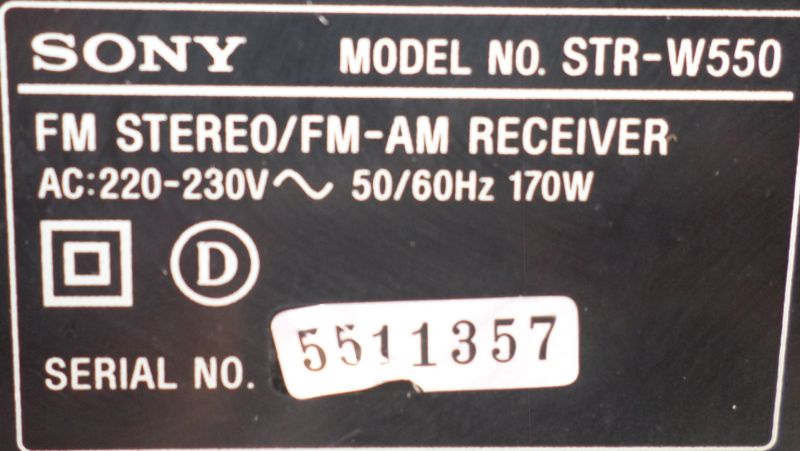 SONY MODEL NO. STR-W550
FM STEREO/FM-AM RECEIVER
AC:220-230V～ 50/60Hz 170W
D
SERIAL NO. 5511357